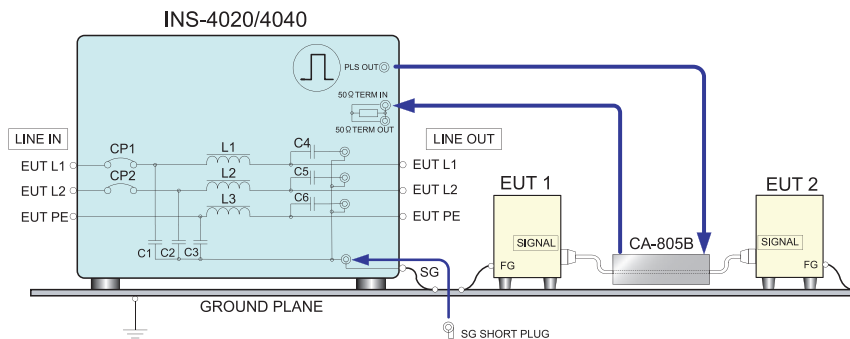 INS-4020/4040
PLS OUT
50Ω TERM IN
50Ω TERM OUT
LINE IN
LINE OUT
CP1
L1
C4
EUT L1
EUT L1
CP2
L2
C5
EUT L2
EUT L2
L3
C6
EUT PE
EUT PE
C1
C2
C3
SG
EUT 1
SIGNAL
FG
CA-805B
EUT 2
SIGNAL
FG
GROUND PLANE
SG SHORT PLUG